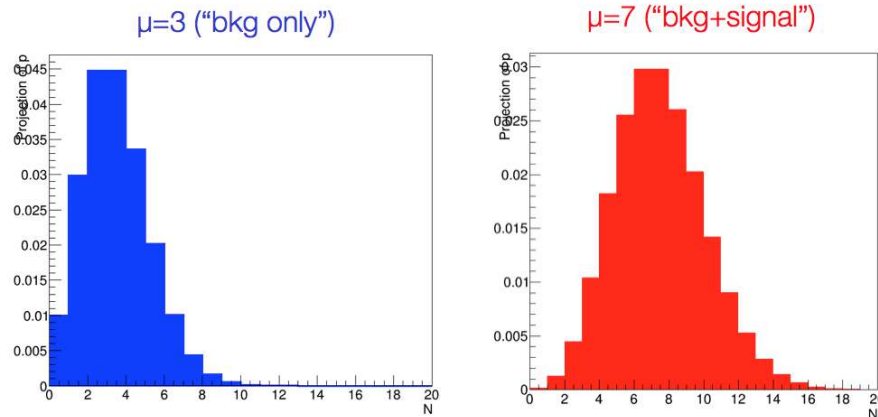 μ=3 (“bkg only”)
μ=7 (“bkg+signal”)
Projection of p
0.045
0.04
0.035
0.03
0.025
0.02
0.015
0.01
0.005
0
0 2 4 6 8 10 12 14 16 18 20
N
Projection of p
0.03
0.025
0.02
0.015
0.01
0.005
0
0 2 4 6 8 10 12 14 16 18 20
N